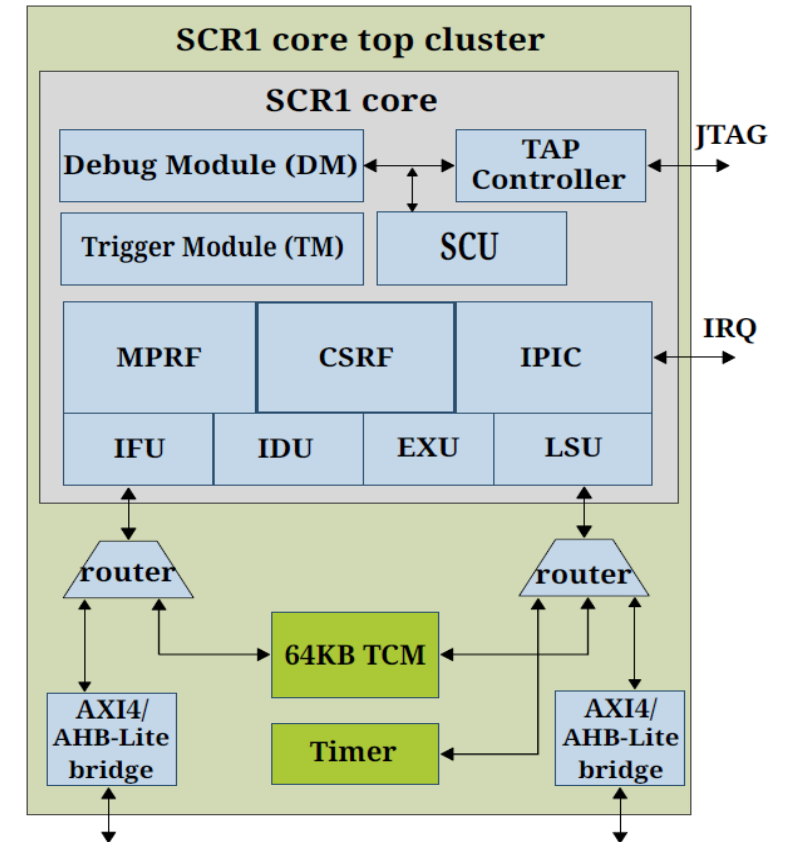 SCR1 core top cluster
SCR1 core
Debug Module (DM)
TAP
Controller
JTAG
Trigger Module (TM)
SCU
MPRF
CSRF
IPIC
IRQ
IFU
IDU
EXU
LSU
router
router
64KB TCM
AXI4/
AHB-Lite
bridge
Timer
AXI4/
AHB-Lite
bridge